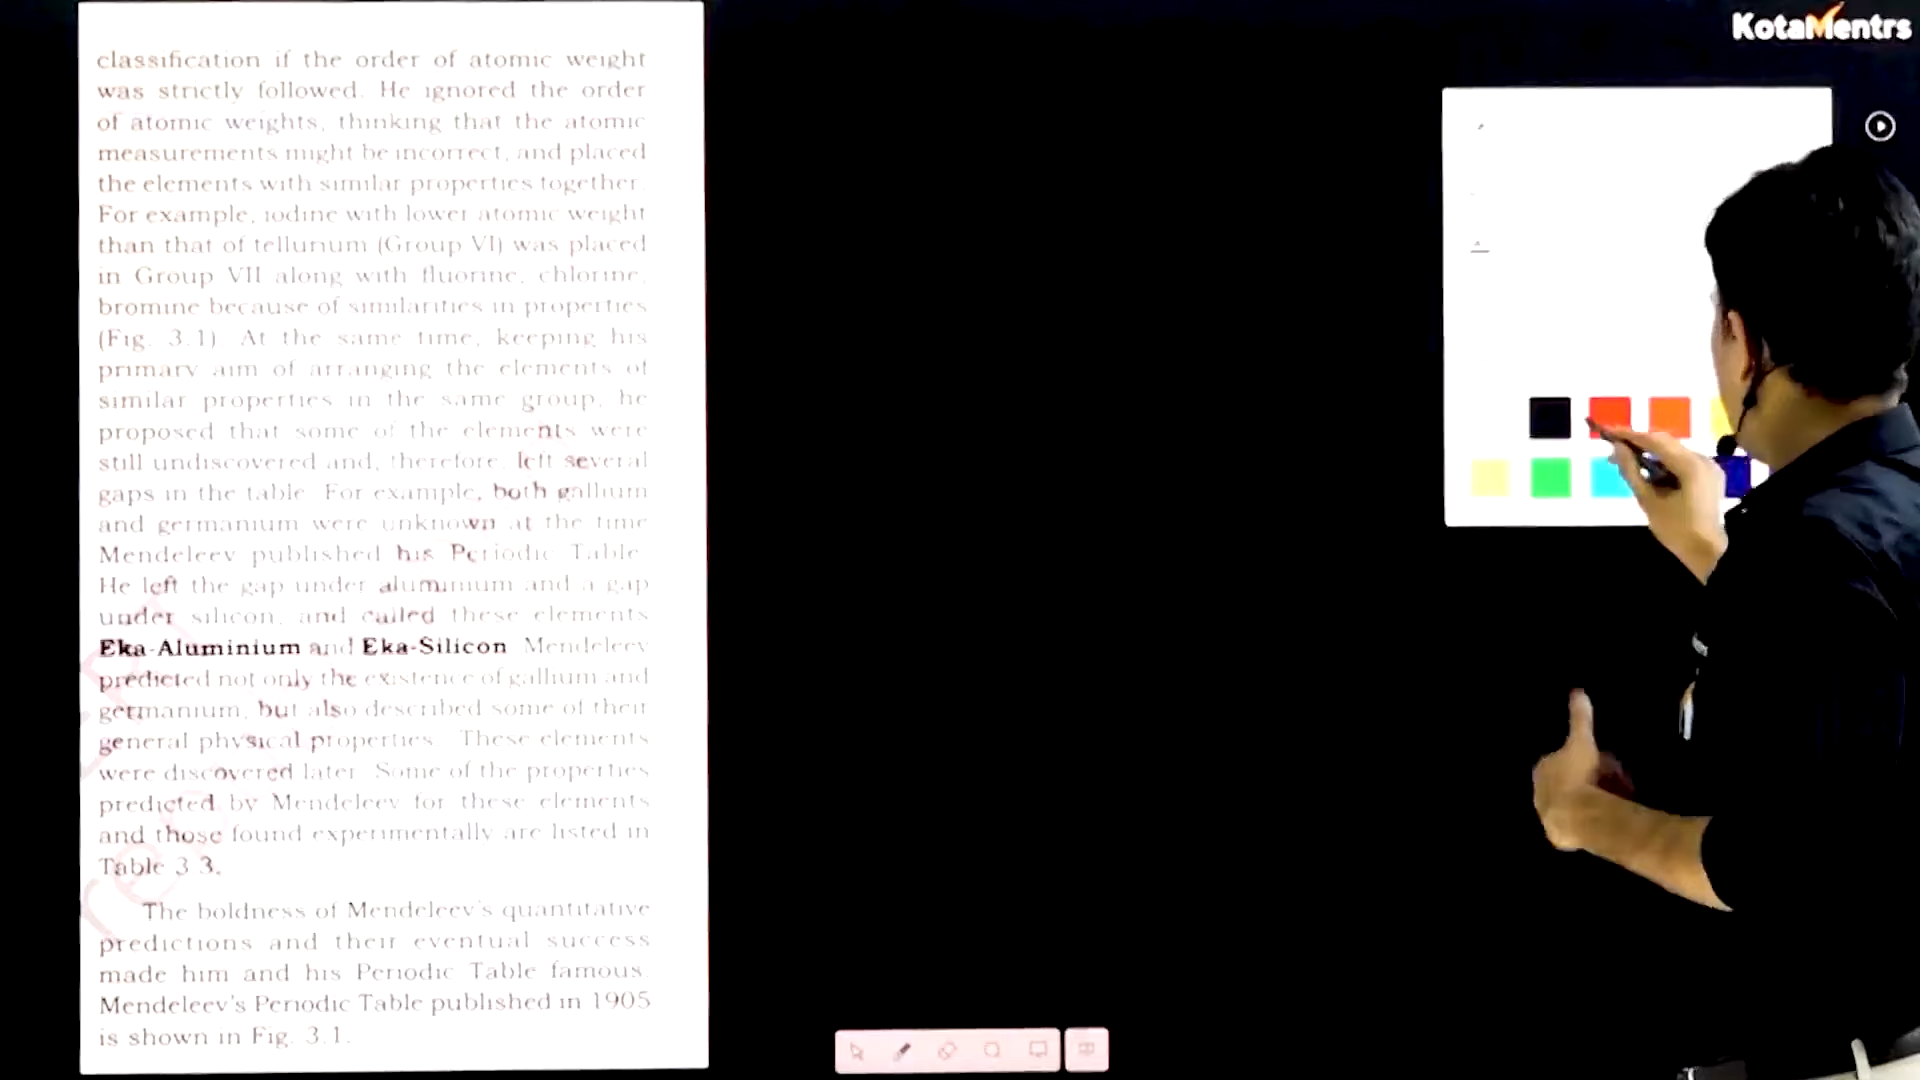 KotaMentrs
classification if the order of atomic weight
was strictly followed. He ignored the order
of atomic weights, thinking that the atomic
measurements might be incorrect, and placed
the elements with similar properties together.
For example, iodine with lower atomic weight
than that of tellurium (Group VI) was placed
in Group VII along with fluorine, chlorine,
bromine because of similarities in properties
(Fig. 3.1). At the same time, keeping his
primary aim of arranging the elements of
similar properties in the same group, he
proposed that some of the elements were
still undiscovered and, therefore, left several
gaps in the table. For example, both gallium
and germanium were unknown at the time
Mendeleev published his Periodic Table.
He left the gap under aluminium and a gap
under silicon, and called these elements
Eka-Aluminium and Eka-Silicon. Mendeleev
predicted not only the existence of gallium and
germanium, but also described some of their
general physical properties. These elements
were discovered later. Some of the properties
predicted by Mendeleev for these elements
and those found experimentally are listed in
Table 3.3.
The boldness of Mendeleev's quantitative
predictions and their eventual success
made him and his Periodic Table famous.
Mendeleev's Periodic Table published in 1905
is shown in Fig. 3.1.